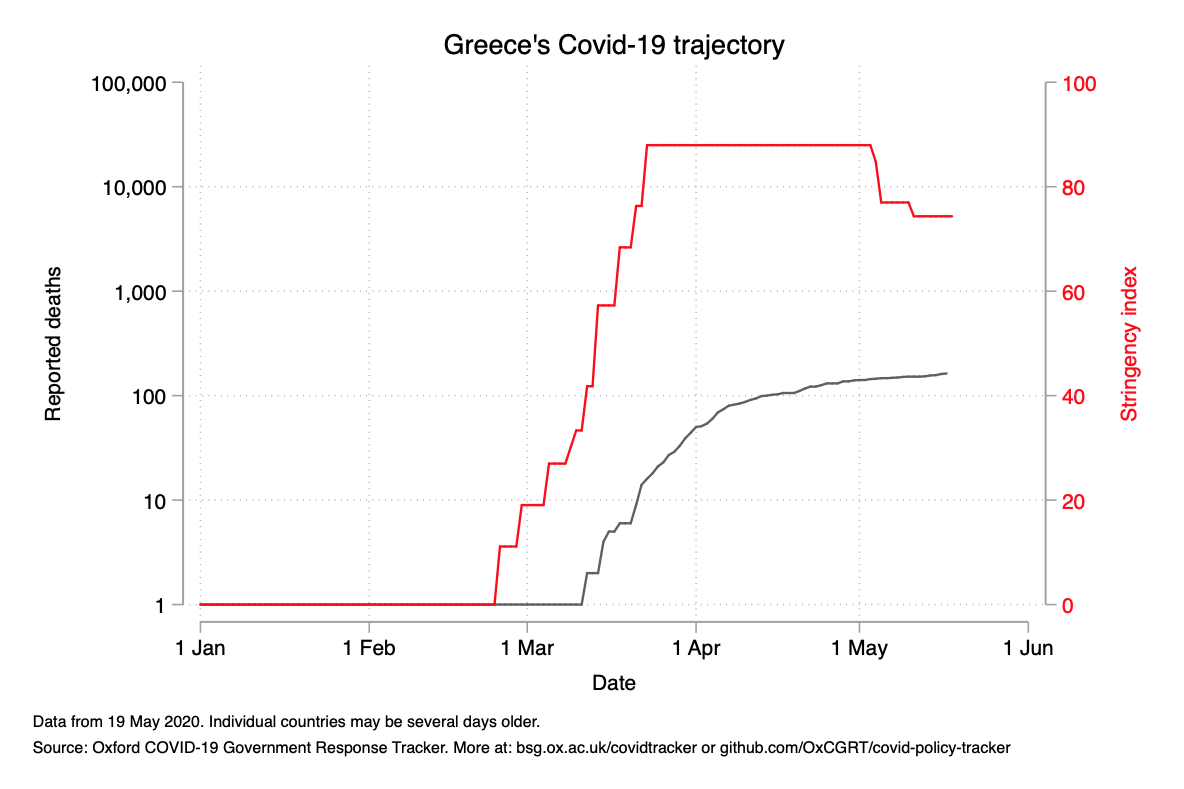 Greece's Covid-19 trajectory
100,000
10,000
1,000
100
10
1
Reported deaths
100
80
60
40
20
0
Stringency index
1 Jan
1 Feb
1 Mar
1 Apr
1 May
1 Jun
Date
Data from 19 May 2020. Individual countries may be several days older.
Source: Oxford COVID-19 Government Response Tracker. More at: bsg.ox.ac.uk/covidtracker or github.com/OxCGRT/covid-policy-tracker